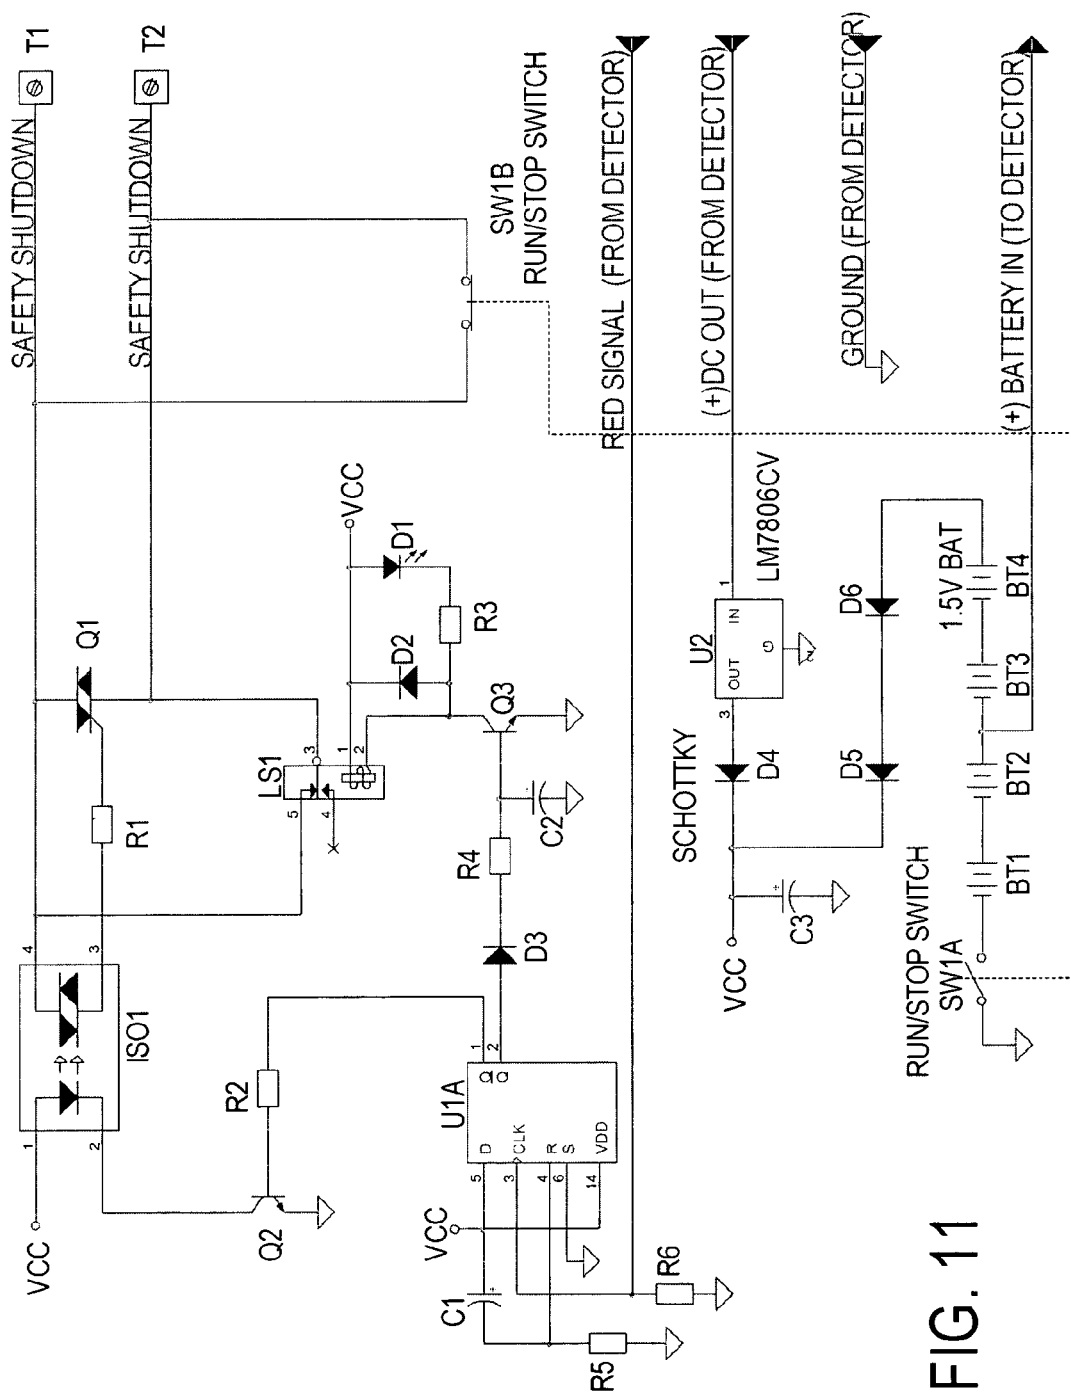 T1
T2
SAFETY SHUTDOWN
SAFETY SHUTDOWN
SW1B
RUN/STOP SWITCH
RED SIGNAL (FROM DETECTOR)
(+)DC OUT (FROM DETECTOR)
GROUND (FROM DETECTOR)
(+) BATTERY IN (TO DETECTOR)
VCC
1
2
4
3
ISO1
R1
Q1
Q2
R2
LS1
5
4
3
1
2
VCC
D1
D2
R3
Q3
C2
R4
D3
U1A
VCC
C1
R5
R6
5
3
4
6
14
D
CLK
R
S
VDD
Q
Q
1
2
SCHOTTKY
VCC
C3
D4
3
U2
OUT
IN
G
2
1
LM7806CV
D5
D6
RUN/STOP SWITCH
SW1A
BT1
BT2
BT3
BT4
1.5V BAT
FIG. 11